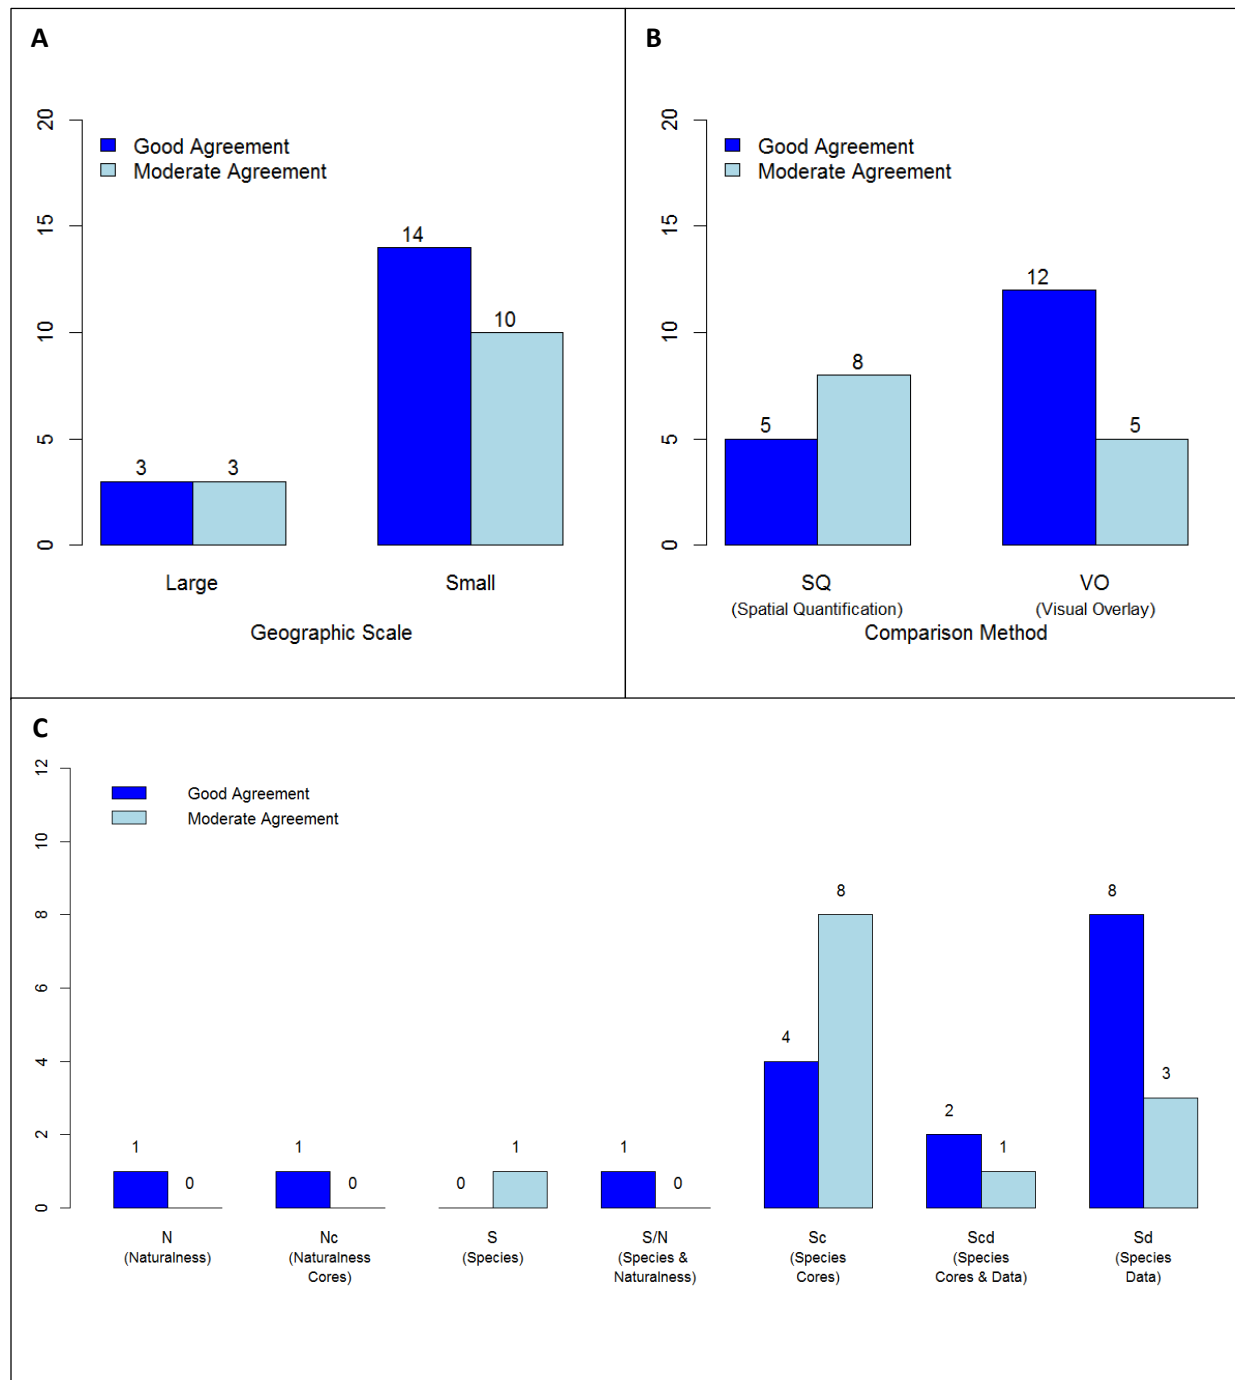 A
20
15
10
5
0
Good Agreement
Moderate Agreement
3
3
14
10
Large
Small
Geographic Scale
B
20
15
10
5
0
Good Agreement
Moderate Agreement
5
8
12
5
SQ
(Spatial Quantification)
VO
(Visual Overlay)
Comparison Method
C
12
10
8
6
4
2
0
Good Agreement
Moderate Agreement
1
0
1
0
0
1
1
0
4
8
2
1
8
3
N
(Naturalness)
Nc
(Naturalness
Cores)
S
(Species)
S/N
(Species &
Naturalness)
Sc
(Species
Cores)
Scd
(Species
Cores & Data)
Sd
(Species
Data)